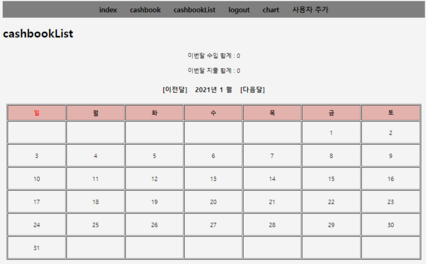 index cashbook cashbookList logout chart 사용자 추가
cashbookList
이번달 수입 합계 : 0
이번달 지출 합계 : 0
[이전달] 2021년 1 월 [다음달]
일 월 화 수 목 금 토
1 2
3 4 5 6 7 8 9
10 11 12 13 14 15 16
17 18 19 20 21 22 23
24 25 26 27 28 29 30
31